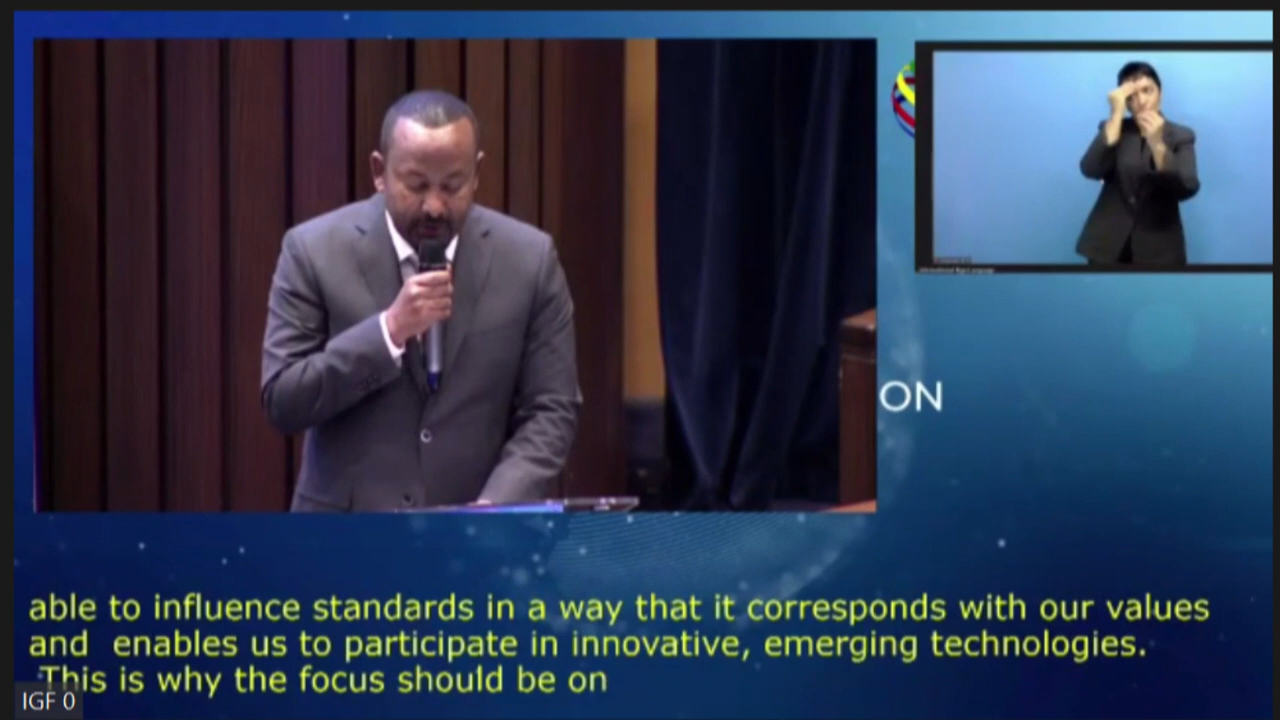 ON
able to influence standards in a way that it corresponds with our values
and  enables us to participate in innovative, emerging technologies.
This is why the focus should be on
IGF 0